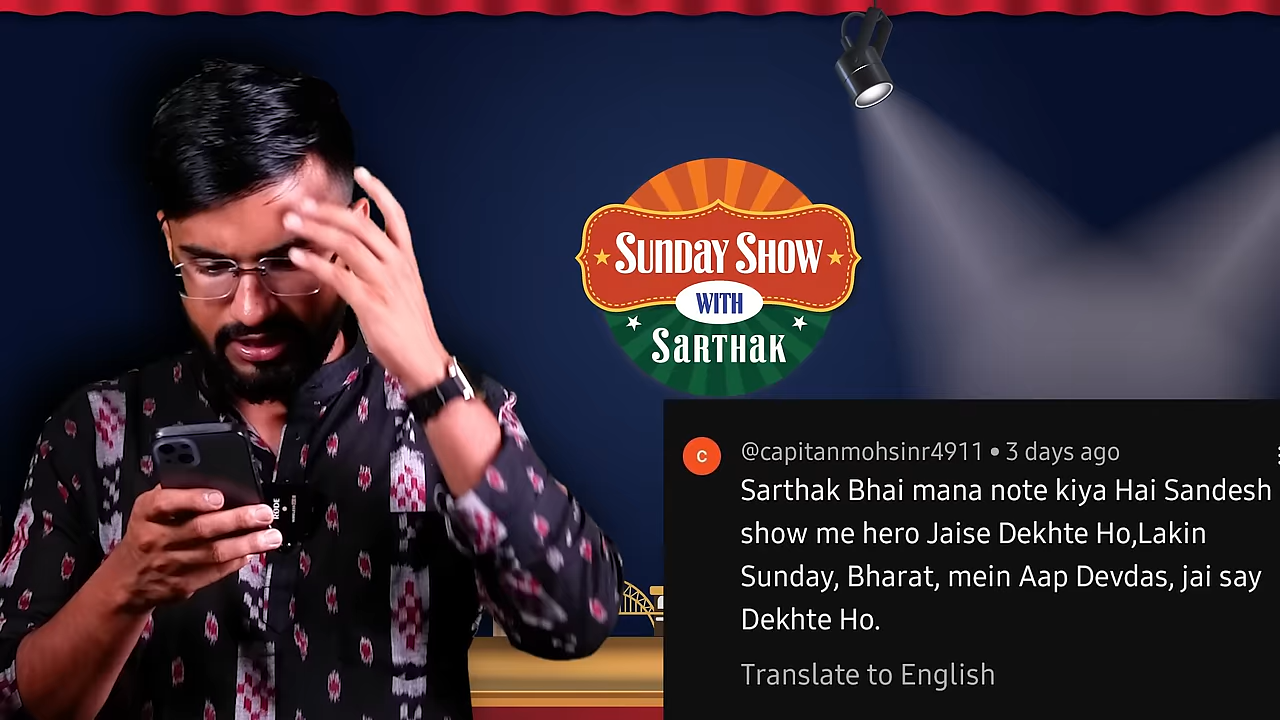 SUNDAY SHOW
WITH
SARTHAK
RODE
C
@capitanmohsinr4911 • 3 days ago
Sarthak Bhai mana note kiya Hai Sandesh
show me hero Jaise Dekhte Ho,Lakin
Sunday, Bharat, mein Aap Devdas, jai say
Dekhte Ho.
Translate to English